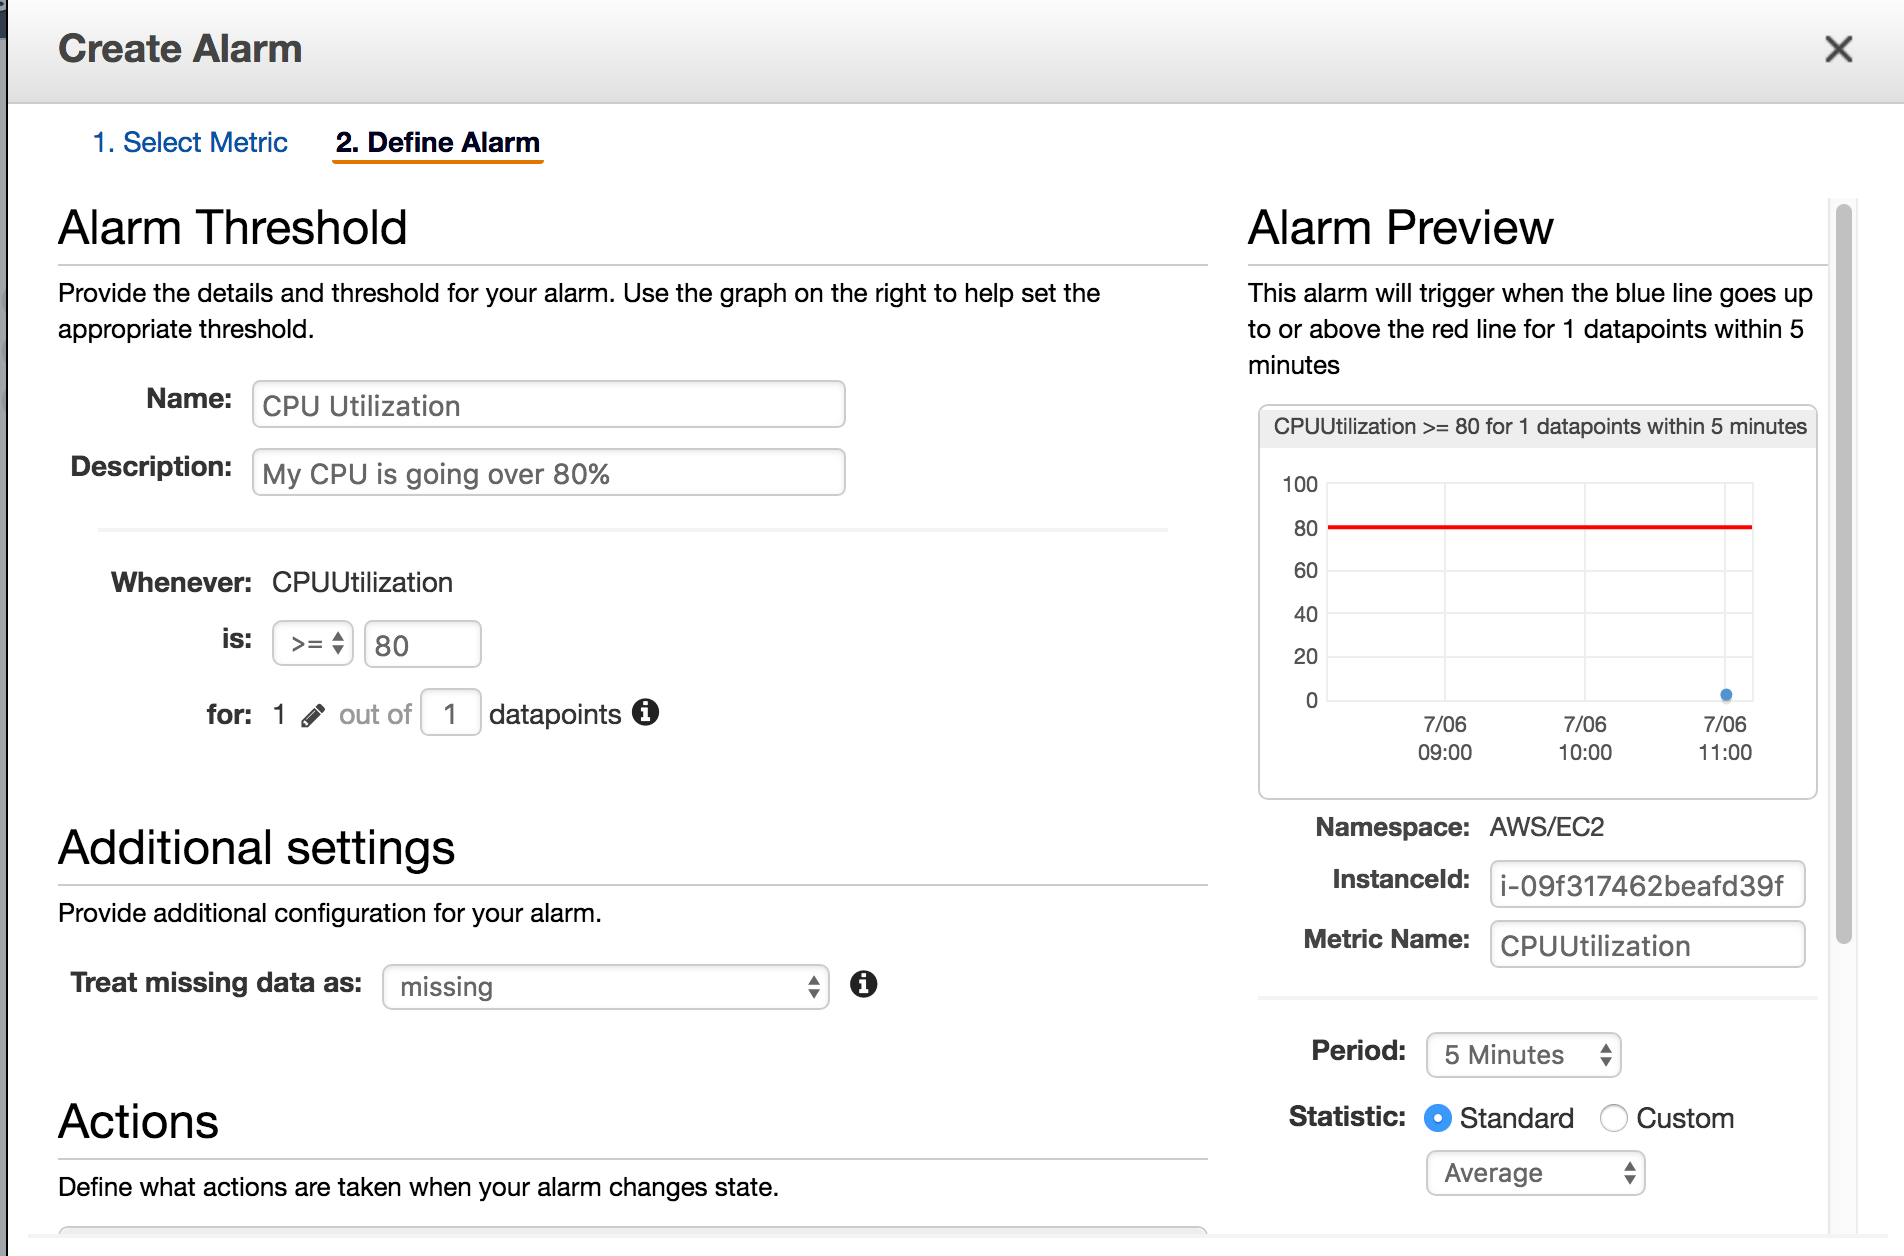 Create Alarm
1. Select Metric
2. Define Alarm
Alarm Threshold
Provide the details and threshold for your alarm. Use the graph on the right to help set the
appropriate threshold.
Name: CPU Utilization
Description: My CPU is going over 80%
Whenever: CPUUtilization
is: >= 80
for: 1 out of 1 datapoints
Additional settings
Provide additional configuration for your alarm.
Treat missing data as: missing
Actions
Define what actions are taken when your alarm changes state.
Alarm Preview
This alarm will trigger when the blue line goes up
to or above the red line for 1 datapoints within 5
minutes
CPUUtilization >= 80 for 1 datapoints within 5 minutes
100
80
60
40
20
0
7/06 7/06 7/06
09:00 10:00 11:00
Namespace: AWS/EC2
InstanceId: i-09f317462beafd39f
Metric Name: CPUUtilization
Period: 5 Minutes
Statistic: Standard Custom
Average